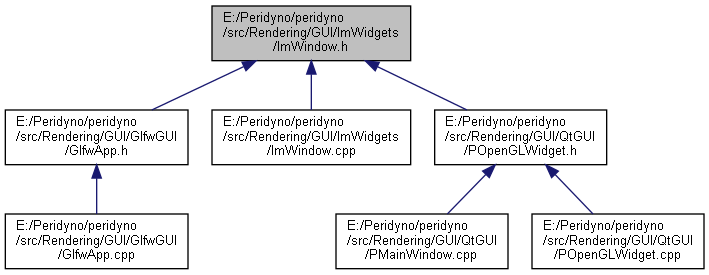 E:/Peridyno/peridyno
/src/Rendering/GUI/ImWidgets
/ImWindow.h
E:/Peridyno/peridyno
/src/Rendering/GUI/GlfwGUI
/GlfwApp.h
E:/Peridyno/peridyno
/src/Rendering/GUI/ImWidgets
/ImWindow.cpp
E:/Peridyno/peridyno
/src/Rendering/GUI/QtGUI
/POpenGLWidget.h
E:/Peridyno/peridyno
/src/Rendering/GUI/GlfwGUI
/GlfwApp.cpp
E:/Peridyno/peridyno
/src/Rendering/GUI/QtGUI
/PMainWindow.cpp
E:/Peridyno/peridyno
/src/Rendering/GUI/QtGUI
/POpenGLWidget.cpp